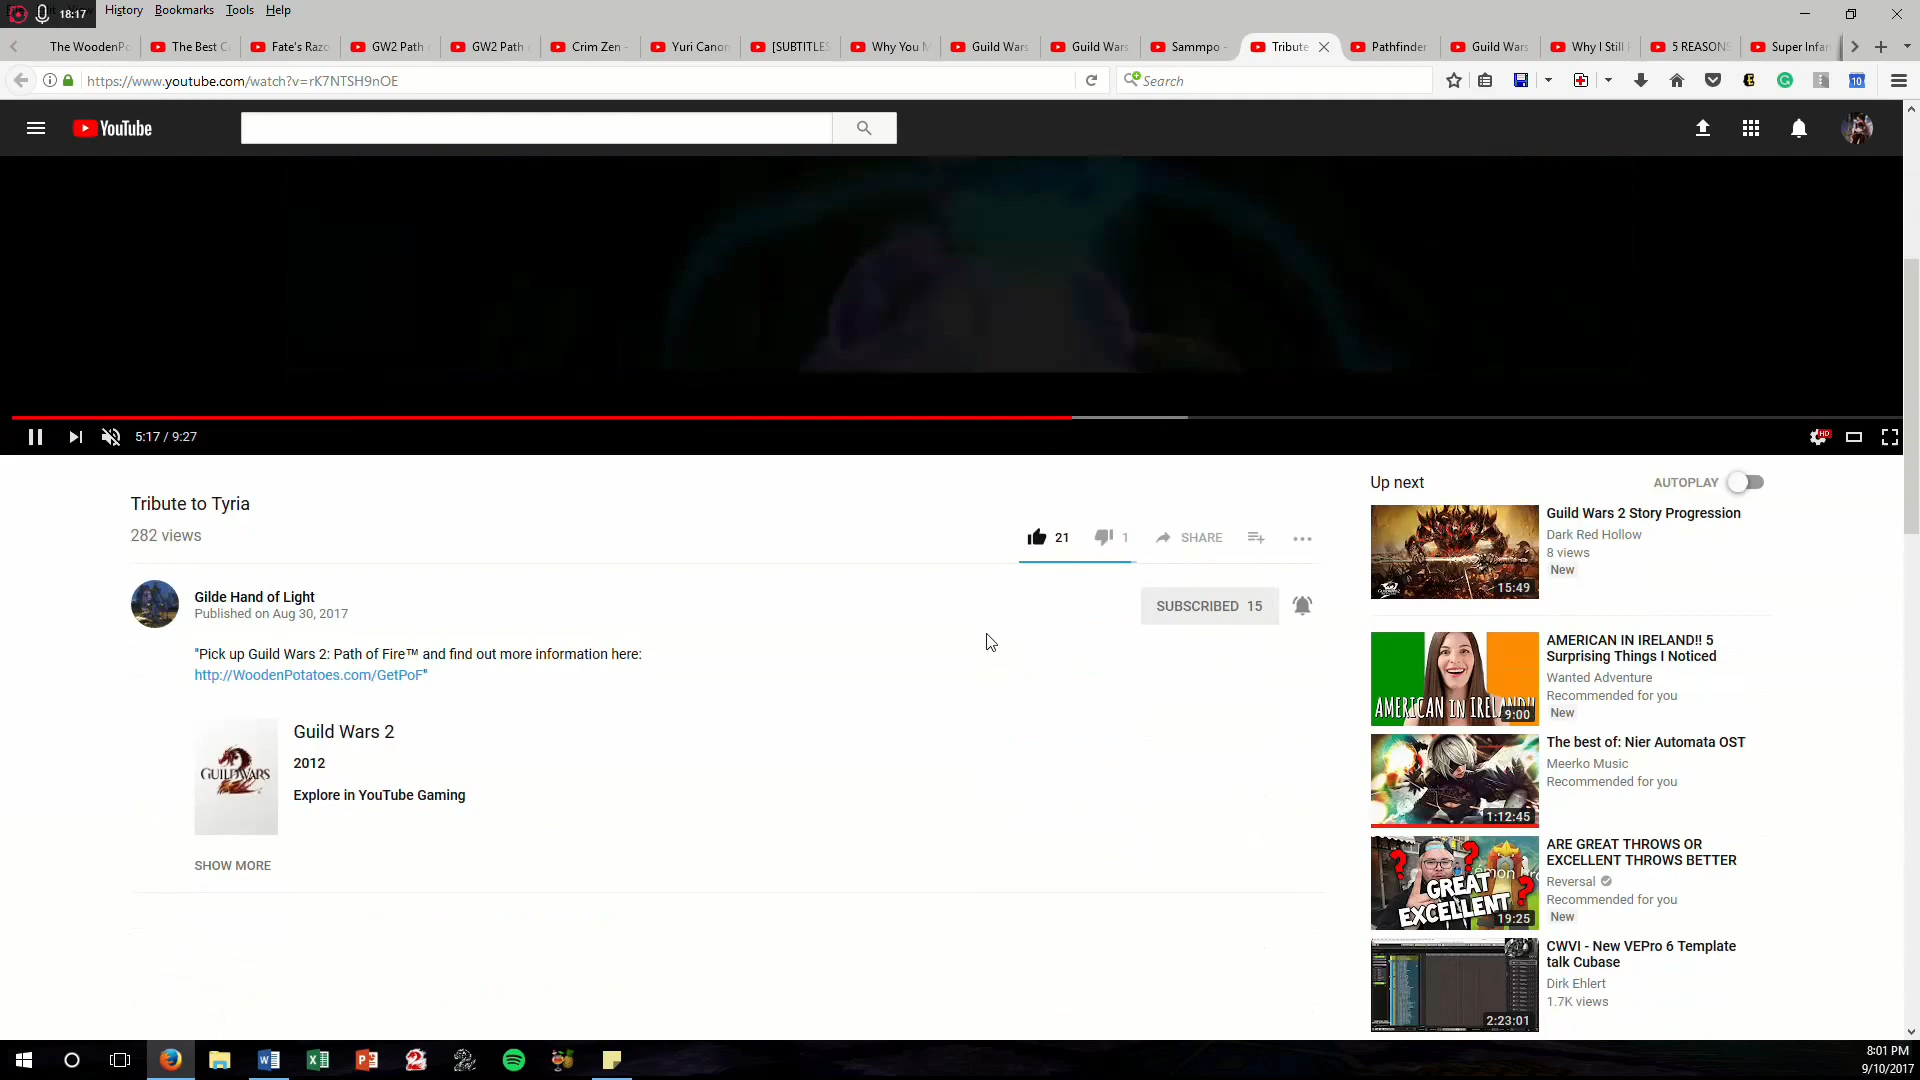 18:17
History
Bookmarks
Tools
Help
The WoodenPo
The Best C
Fate's Razo
GW2 Path
GW2 Path
Crim Zen -
Yuri Canon
[SUBTITLES
Why You M
Guild Wars
Guild Wars
Sammpo -
Tribute
Pathfinder
Guild Wars
Why I Still
5 REASONS
Super Infan
https://www.youtube.com/watch?v=rK7NTSH9nOE
Search
10
YouTube
5:17 / 9:27
HD
Tribute to Tyria
282 views
21
1
SHARE
Gilde Hand of Light
Published on Aug 30, 2017
SUBSCRIBED 15
"Pick up Guild Wars 2: Path of Fire™ and find out more information here:
http://WoodenPotatoes.com/GetPoF"
GUILDWARS
Guild Wars 2
2012
Explore in YouTube Gaming
SHOW MORE
Up next
AUTOPLAY
15:49
Guild Wars 2 Story Progression
Dark Red Hollow
8 views
New
AMERICAN IN IRELAND!!
9:00
AMERICAN IN IRELAND!! 5
Surprising Things I Noticed
Wanted Adventure
Recommended for you
New
1:12:45
The best of: Nier Automata OST
Meerko Music
Recommended for you
GREAT
EXCELLENT
19:25
ARE GREAT THROWS OR
EXCELLENT THROWS BETTER
Reversal
Recommended for you
New
2:23:01
CWVI - New VEPro 6 Template
talk Cubase
Dirk Ehlert
1.7K views
8:01 PM
9/10/2017